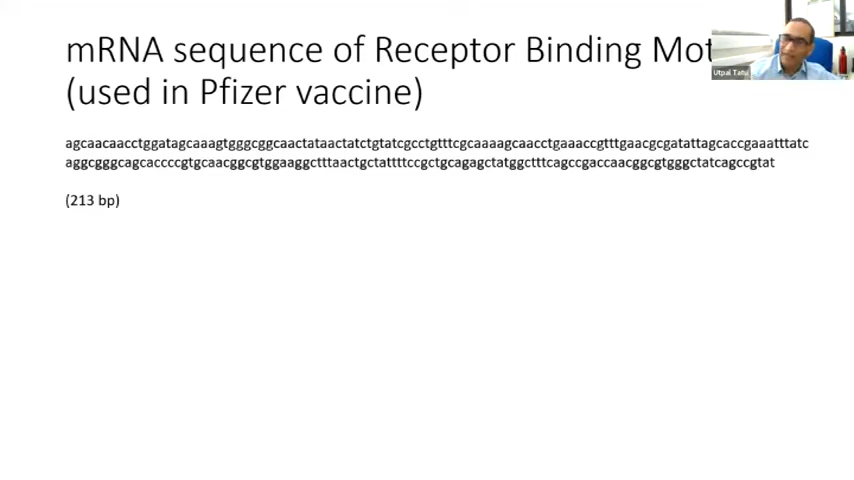 mRNA sequence of Receptor Binding Mot
(used in Pfizer vaccine)
Utpal Tatu
agcaacaacctggatagcaaagtgggcggcaactataactatctgtatcgcctgtttcgcaaaagcaacctgaaaccgtttgaacgcgatattagcaccgaaatttatc
aggcgggcagcaccccgtgcaacggcgtggaaggctttaactgctattttccgctgcagagctatggctttcagccgaccaacggcgtgggctatcagccgtat
(213 bp)